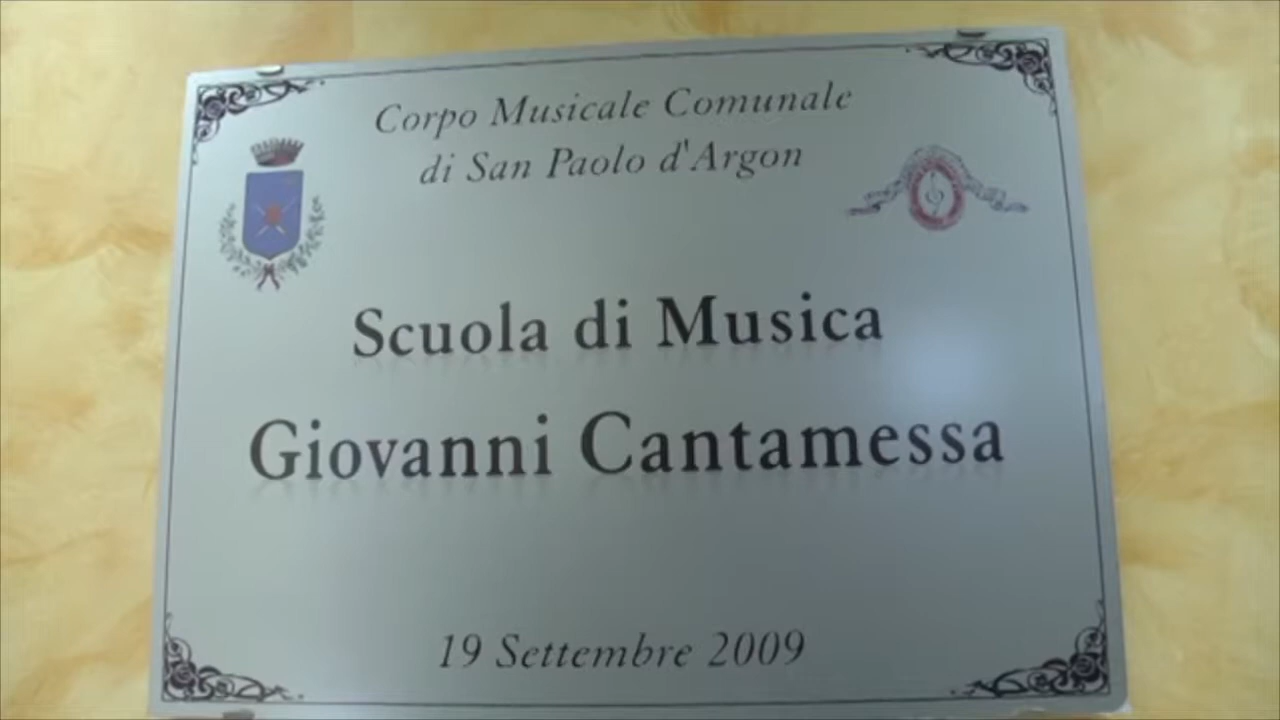 Corpo Musicale Comunale
di San Paolo d'Argon
Scuola di Musica
Giovanni Cantamessa
19 Settembre 2009